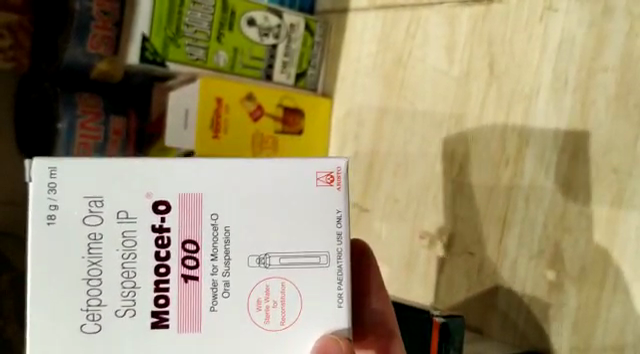 18 g / 30 ml
Cefpodoxime Oral
Suspension IP
Monocef-O®
100
Powder for Monocef-O
Oral Suspension
With
Sterile Water
for
Reconstitution
FOR PAEDIATRIC USE ONLY
ARISTO